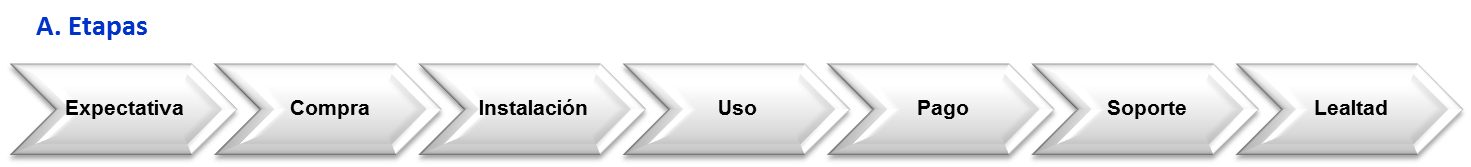 A. Etapas
Expectativa
Compra
Instalación
Uso
Pago
Soporte
Lealtad